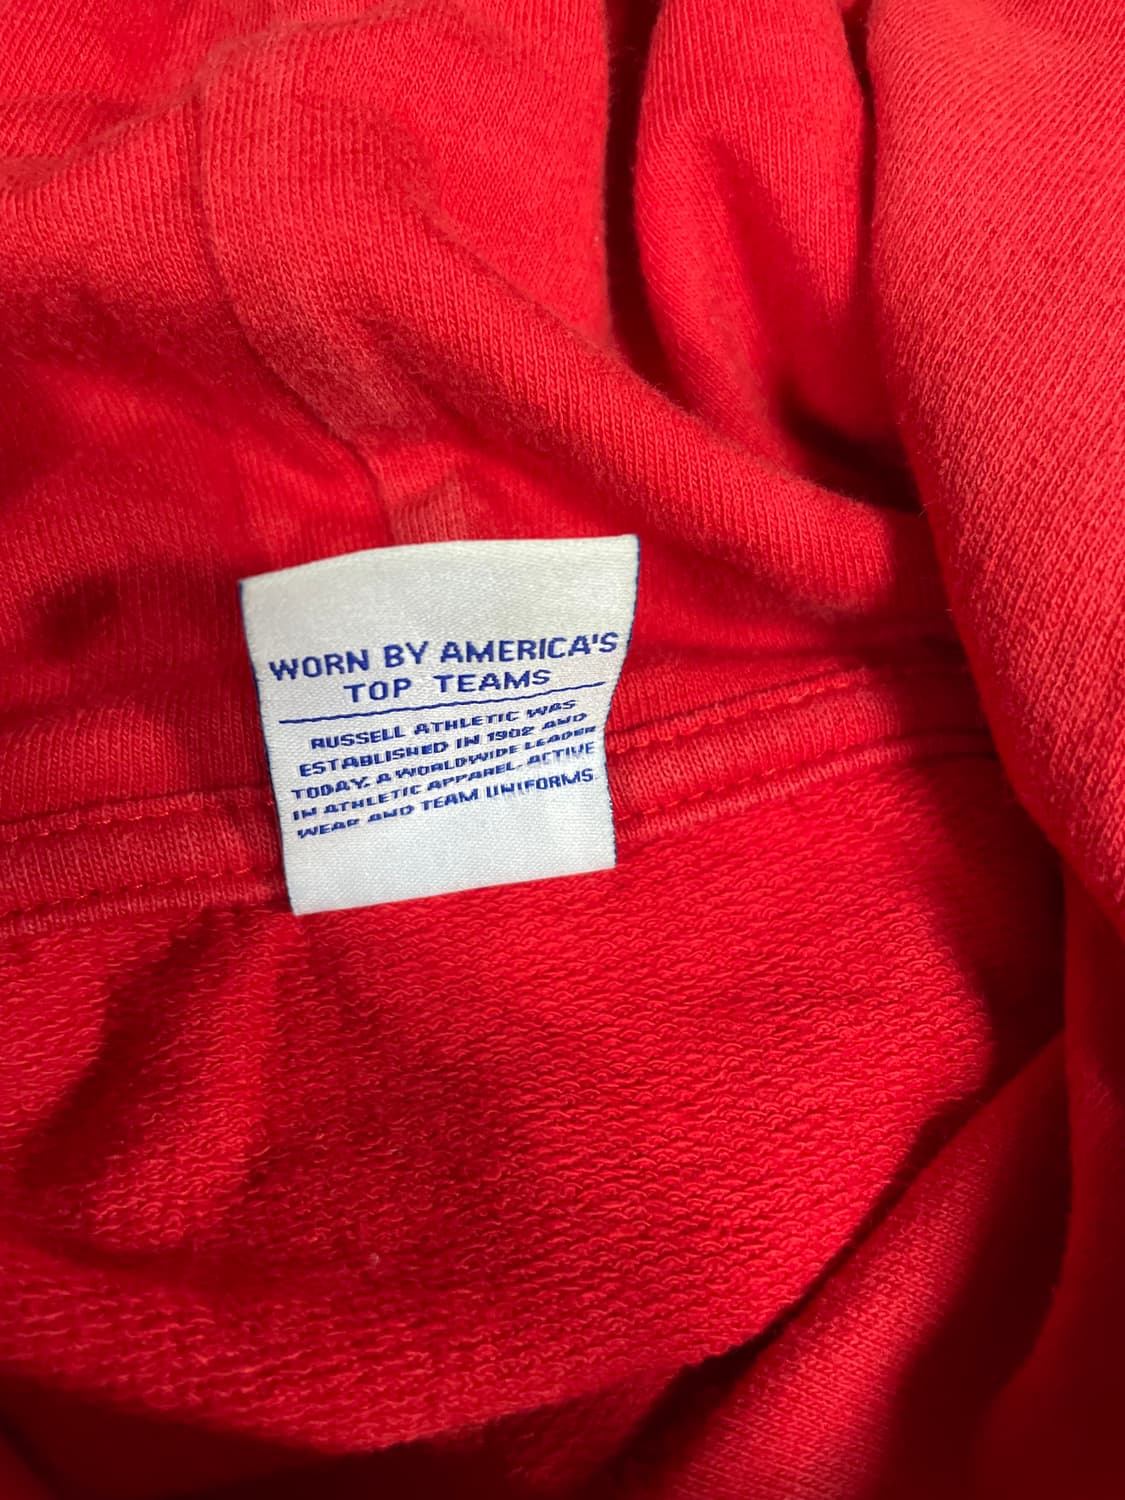 WORN BY AMERICA'S
TOP TEAMS
RUSSELL ATHLETIC WAS
ESTABLISHED IN 1902 AND
TODAY, A WORLDWIDE LEADER
IN ATHLETIC APPAREL, ACTIVE
WEAR AND TEAM UNIFORMS